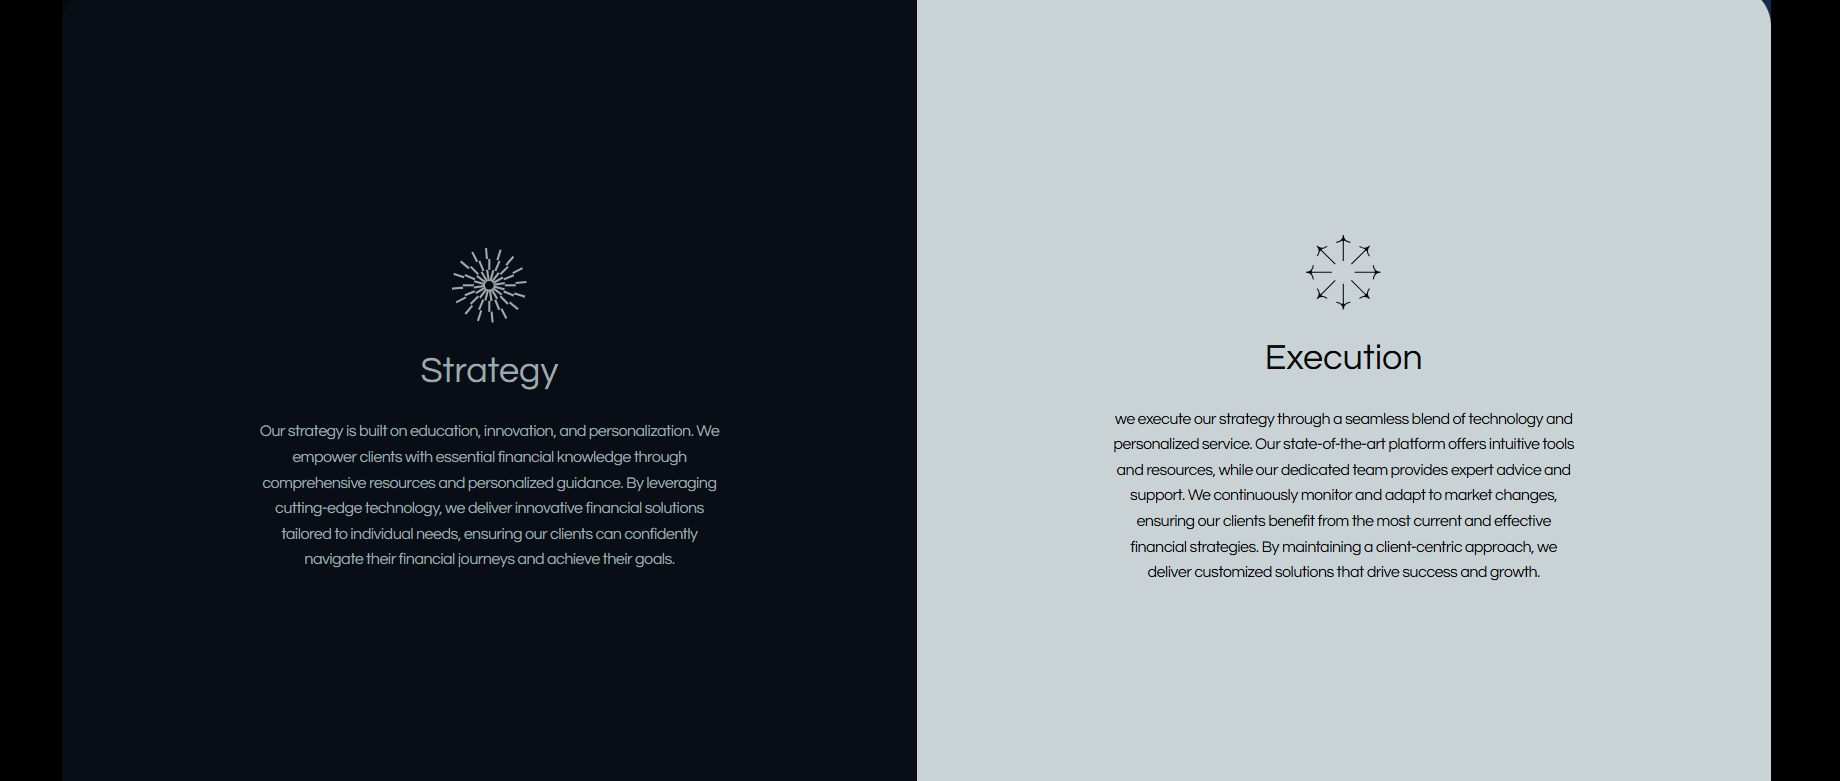 Strategy
Our strategy is built on education, innovation, and personalization. We
empower clients with essential financial knowledge through
comprehensive resources and personalized guidance. By leveraging
cutting-edge technology, we deliver innovative financial solutions
tailored to individual needs, ensuring our clients can confidently
navigate their financial journeys and achieve their goals.
Execution
we execute our strategy through a seamless blend of technology and
personalized service. Our state-of-the-art platform offers intuitive tools
and resources, while our dedicated team provides expert advice and
support. We continuously monitor and adapt to market changes,
ensuring our clients benefit from the most current and effective
financial strategies. By maintaining a client-centric approach, we
deliver customized solutions that drive success and growth.